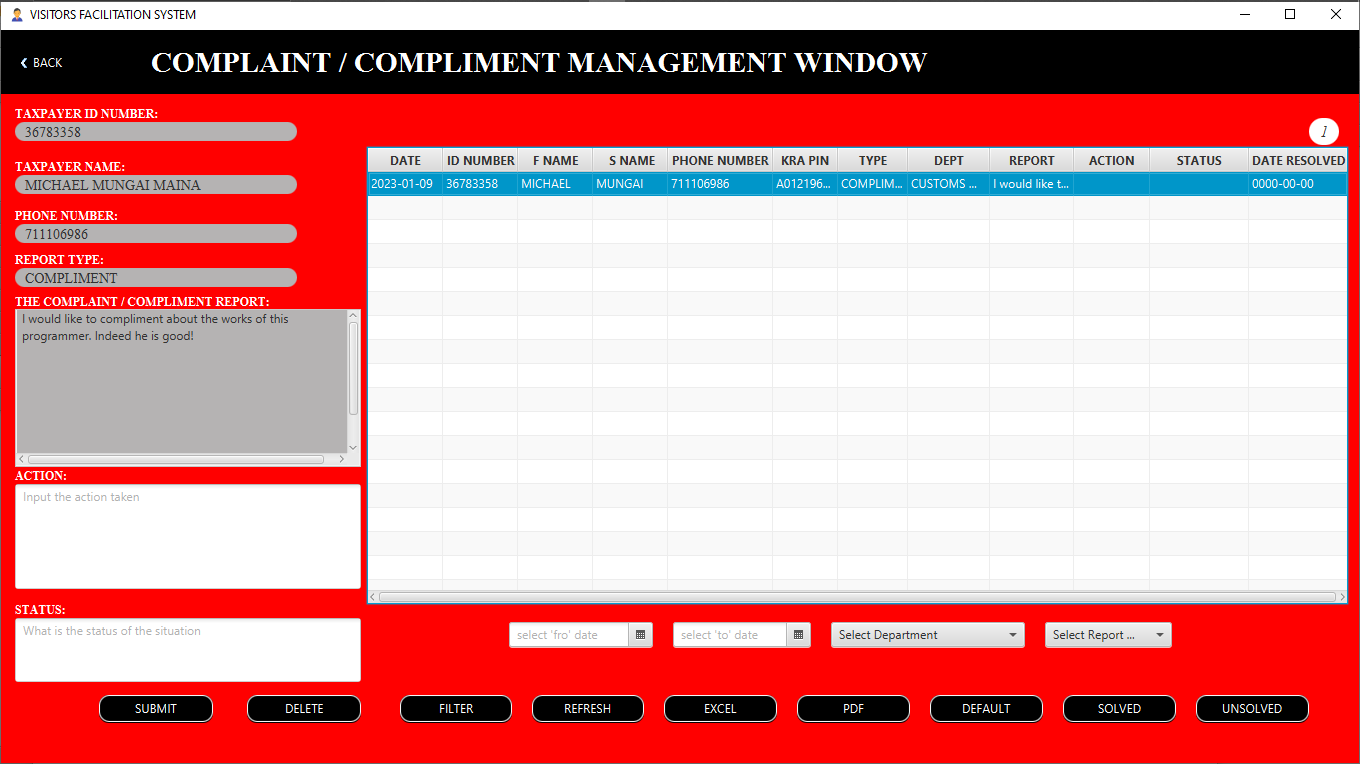 VISITORS FACILITATION SYSTEM
BACK
COMPLAINT / COMPLIMENT MANAGEMENT WINDOW
TAXPAYER ID NUMBER:
36783358
TAXPAYER NAME:
MICHAEL MUNGAI MAINA
PHONE NUMBER:
711106986
REPORT TYPE:
COMPLIMENT
THE COMPLAINT / COMPLIMENT REPORT:
I would like to compliment about the works of this
programmer. Indeed he is good!
ACTION:
Input the action taken
STATUS:
What is the status of the situation
1
DATE ID NUMBER F NAME S NAME PHONE NUMBER KRA PIN TYPE DEPT REPORT ACTION STATUS DATE RESOLVED
2023-01-09 36783358 MICHAEL MUNGAI 711106986 A012196... COMPLIM... CUSTOMS ... I would like t... 0000-00-00
select 'fro' date select 'to' date Select Department Select Report ...
SUBMIT DELETE FILTER REFRESH EXCEL PDF DEFAULT SOLVED UNSOLVED